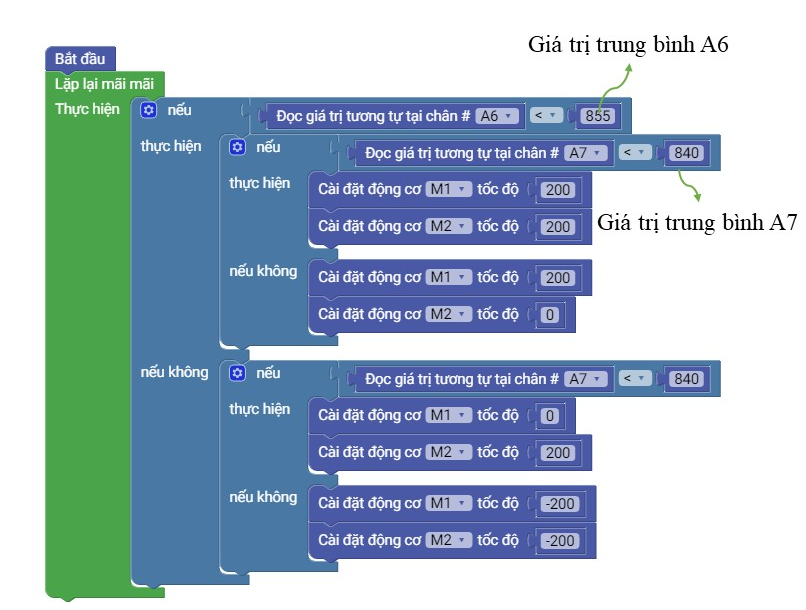 Giá trị trung bình A6
Bắt đầu
Lặp lại mãi mãi
Thực hiện nếu Đọc giá trị tương tự tại chân # A6 < 855
thực hiện nếu Đọc giá trị tương tự tại chân # A7 < 840
thực hiện Cài đặt động cơ M1 tốc độ 200
Cài đặt động cơ M2 tốc độ 200
Giá trị trung bình A7
nếu không Cài đặt động cơ M1 tốc độ 200
Cài đặt động cơ M2 tốc độ 0
nếu không nếu Đọc giá trị tương tự tại chân # A7 < 840
thực hiện Cài đặt động cơ M1 tốc độ 0
Cài đặt động cơ M2 tốc độ 200
nếu không Cài đặt động cơ M1 tốc độ -200
Cài đặt động cơ M2 tốc độ -200